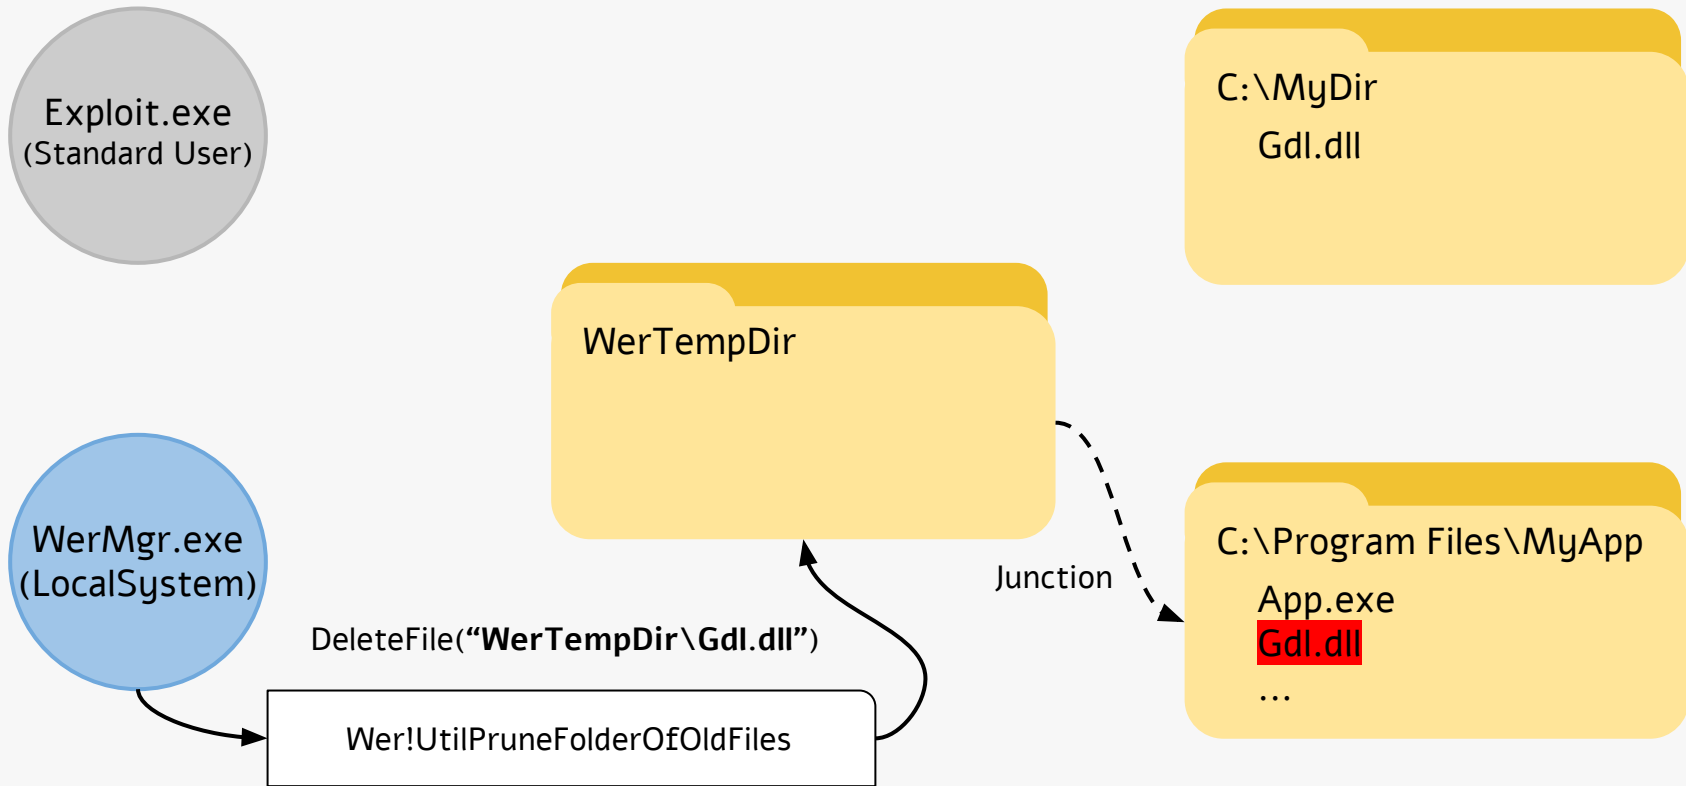 Exploit.exe
(Standard User)
C:\MyDir
Gdl.dll
WerTempDir
WerMgr.exe
(LocalSystem)
Junction
C:\Program Files\MyApp
App.exe
Gdl.dll
...
DeleteFile(“WerTempDir\Gdl.dll”)
Wer!UtilPruneFolderOfOldFiles